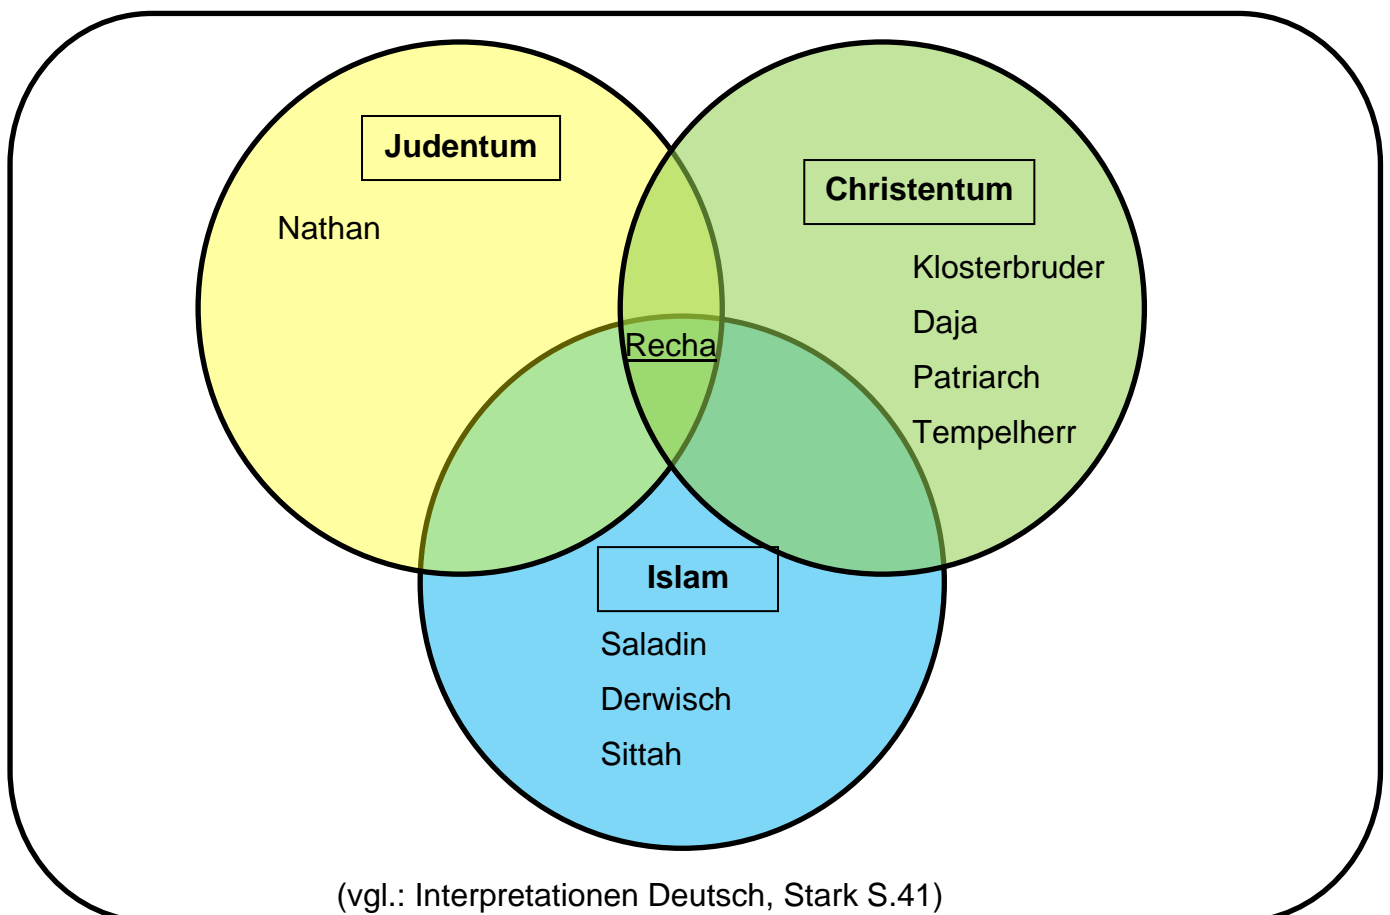 Judentum
Nathan
Christentum
Klosterbruder
Daja
Patriarch
Tempelherr
Recha
Islam
Saladin
Derwisch
Sittah
(vgl.: Interpretationen Deutsch, Stark S.41)